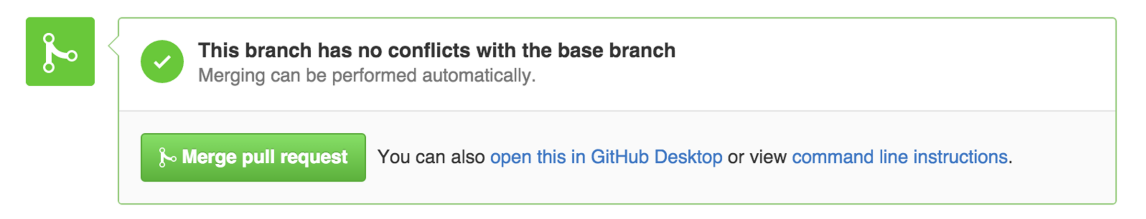 This branch has no conflicts with the base branch
Merging can be performed automatically.
Merge pull request You can also open this in GitHub Desktop or view command line instructions.